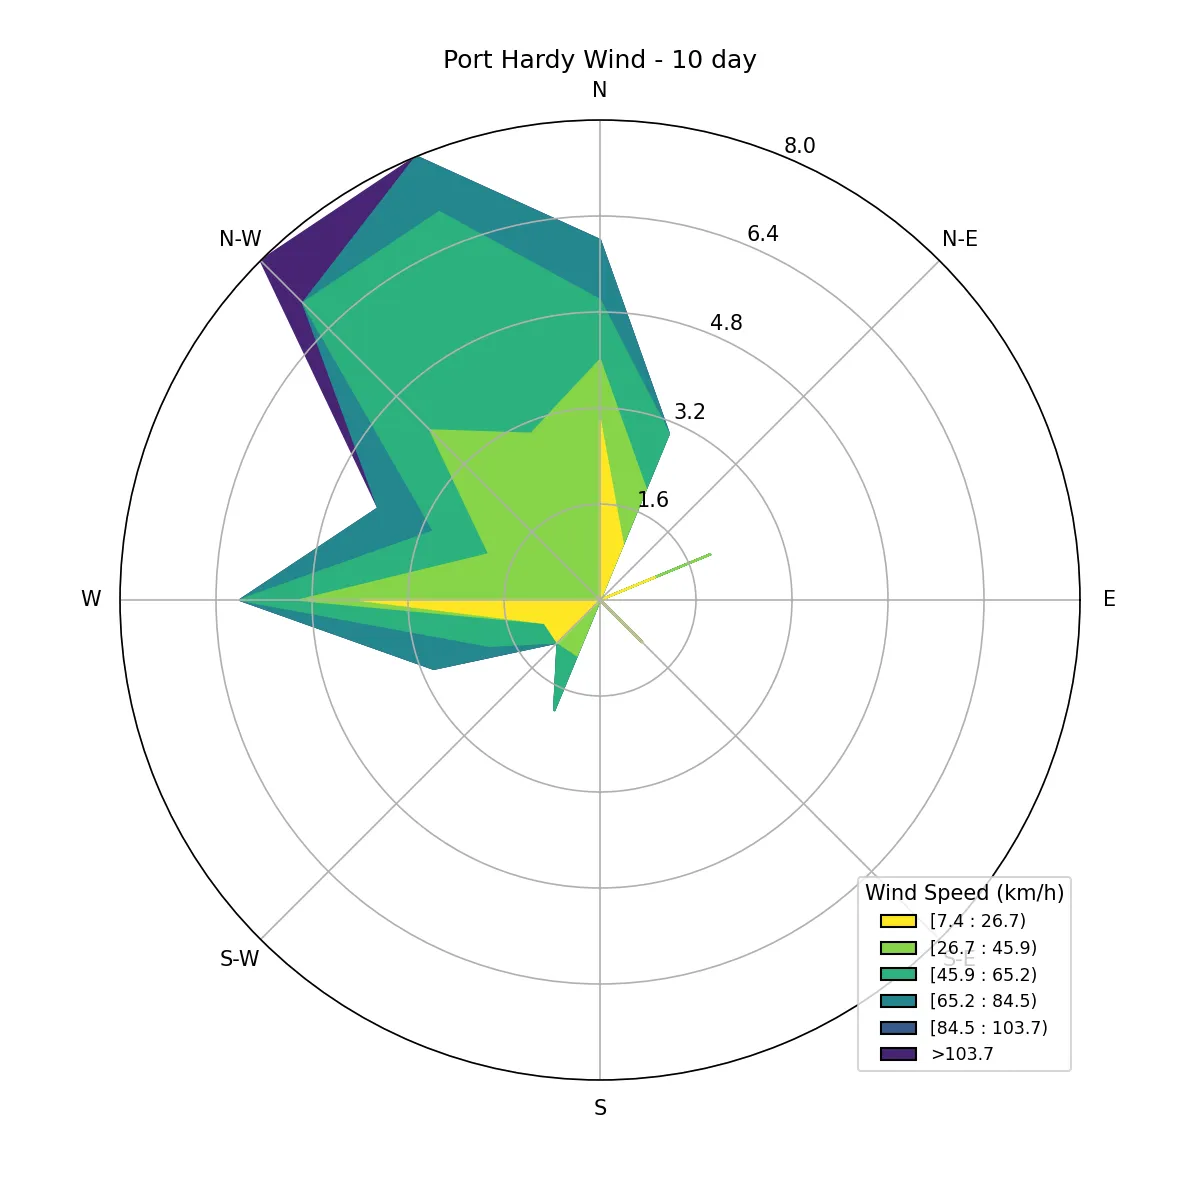 Port Hardy Wind - 10 day
N
8.0
N-W
6.4
N-E
4.8
3.2
1.6
W
E
S-W
S-E
S
Wind Speed (km/h)
[7.4 : 26.7)
[26.7 : 45.9)
[45.9 : 65.2)
[65.2 : 84.5)
[84.5 : 103.7)
>103.7